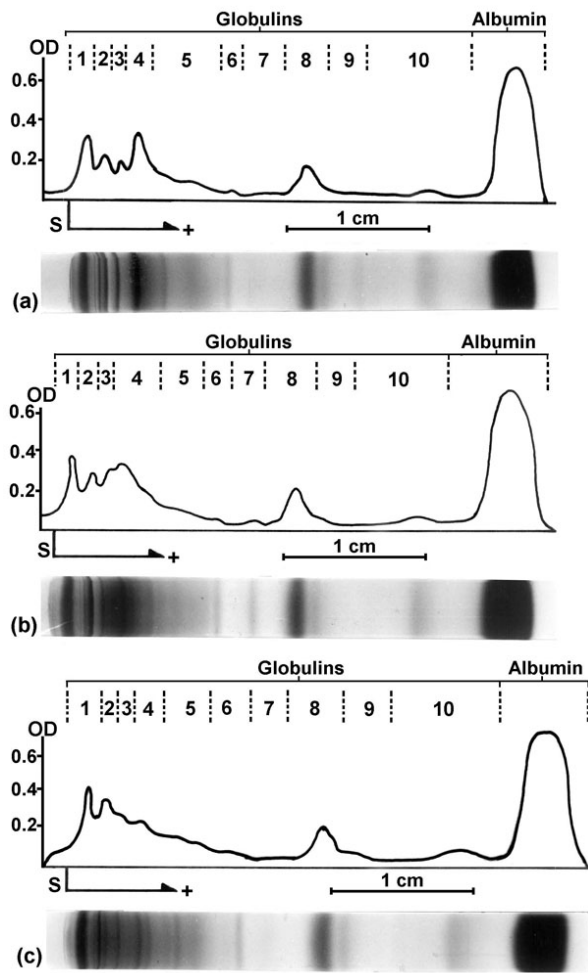 Globulins Albumin
OD 1 2 3 4 5 6 7 8 9 10
0.6
0.4
0.2
S + 1 cm
(a)
Globulins Albumin
1 2 3 4 5 6 7 8 9 10
OD
0.6
0.4
0.2
S + 1 cm
(b)
Globulins Albumin
1 2 3 4 5 6 7 8 9 10
OD
0.6
0.4
0.2
S + 1 cm
(c)